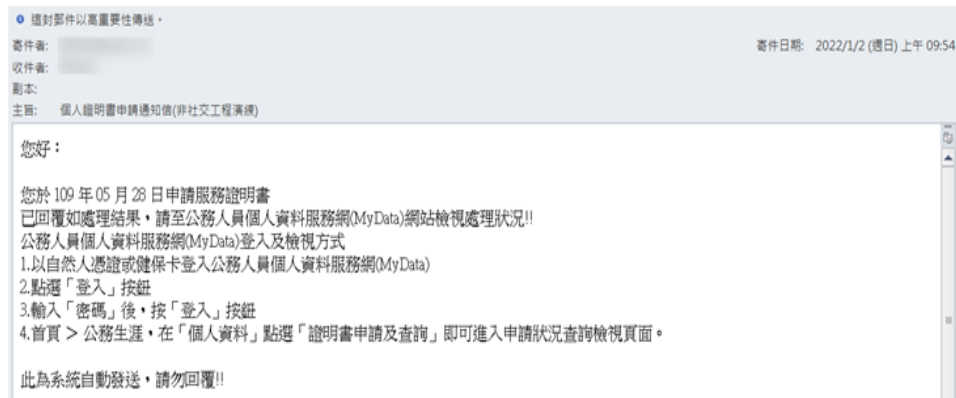 這封郵件以高重要性傳送。
寄件者:
寄件日期: 2022/1/2 (週日) 上午 09:54
收件者:
副本:
主旨: 個人證明書申請通知信(非社交工程演練)
您好：
您於 109 年 05 月 28 日申請服務證明書
已回覆如處理結果，請至公務人員個人資料服務網(MyData)網站檢視處理狀況!!
公務人員個人資料服務網(MyData)登入及檢視方式
1.以自然人憑證或健保卡登入公務人員個人資料服務網(MyData)
2.點選「登入」按鈕
3.輸入「密碼」後，按「登入」按鈕
4.首頁 > 公務生涯，在「個人資料」點選「證明書申請及查詢」即可進入申請狀況查詢檢視頁面。
此為系統自動發送，請勿回覆!!